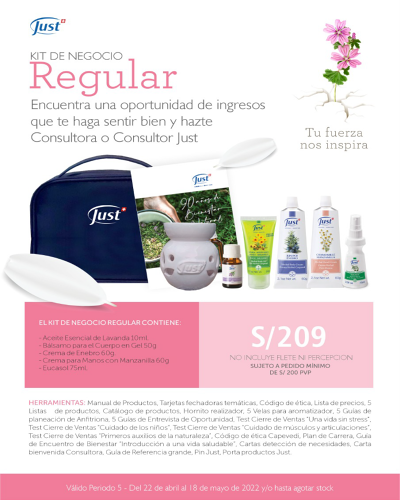 Just
KIT DE NEGOCIO
Regular
Encuentra una oportunidad de ingresos
que te haga sentir bien y hazte
Consultora o Consultor Just
Tu fuerza
nos inspira
Just
Just
JUST
Just
Just
Just
EL KIT DE NEGOCIO REGULAR CONTIENE:
- Aceite Esencial de Lavanda 10ml.
- Bálsamo para el Cuerpo en Gel 50g
- Crema de Enebro 60g.
- Crema para Manos con Manzanilla 60g.
- Eucasol 75ml.
S/209
NO INCLUYE FLETE NI PERCEPCION
SUJETO A PEDIDO MÍNIMO
DE S/ 200 PVP
HERRAMIENTAS: Manual de Productos, Tarjetas fechadoras temáticas, Código de ética, Lista de precios, 5
Listas de productos, Catálogo de productos, Hornito realizador, 5 Velas para aromatizador, 5 Guías de
planeación de Anfitriona, 5 Guías de Entrevista de Oportunidad, Test Cierre de Ventas "Una vida sin stress",
Test Cierre de Ventas "Cuidado de los niños", Test Cierre de Ventas "Cuidado de músculos y articulaciones",
Test Cierre de Ventas "Primeros auxilios de la naturaleza", Código de ética Capevedi, Plan de Carrera, Guía
de Encuentro de Bienestar "Introducción a una vida saludable". Cartas detección de necesidades, Carta
bienvenida Consultora, Guía de Referencia grande, Pin Just, Porta productos Just.
Válido Periodo 5 - Del 22 de abril al 18 de mayo de 2022 y/o hasta agotar stock